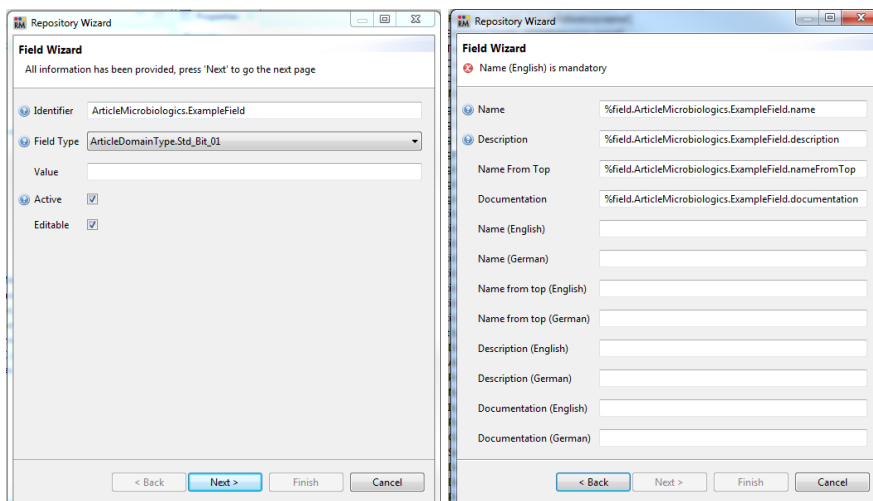 RM Repository Wizard
Field Wizard
All information has been provided, press 'Next' to go the next page
Identifier ArticleMicrobiologics.ExampleField
Field Type ArticleDomainType.Std_Bit_01
Value
Active
Editable
< Back Next > Finish Cancel
RM Repository Wizard
Field Wizard
Name (English) is mandatory
Name %field.ArticleMicrobiologics.ExampleField.name
Description %field.ArticleMicrobiologics.ExampleField.description
Name From Top %field.ArticleMicrobiologics.ExampleField.nameFromTop
Documentation %field.ArticleMicrobiologics.ExampleField.documentation
Name (English)
Name (German)
Name from top (English)
Name from top (German)
Description (English)
Description (German)
Documentation (English)
Documentation (German)
< Back Next > Finish Cancel